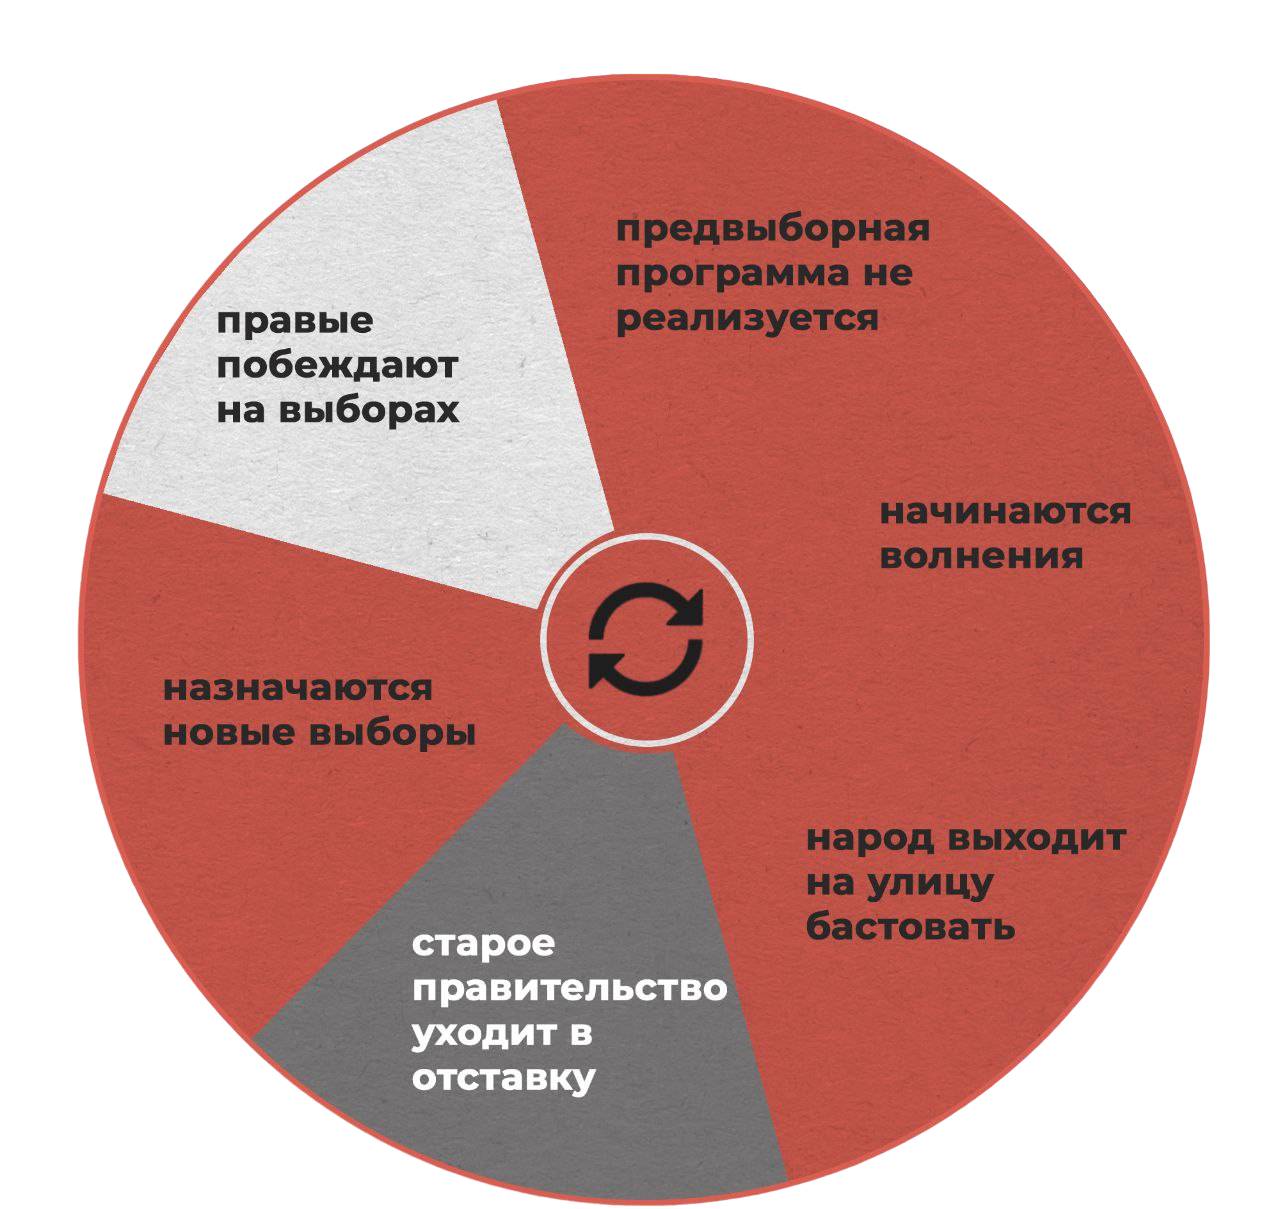 предвыборная
программа не
реализуется
начинаются
волнения
народ выходит
на улицу
бастовать
старое
правительство
уходит в
отставку
назначаются
новые выборы
правые
побеждают
на выборах